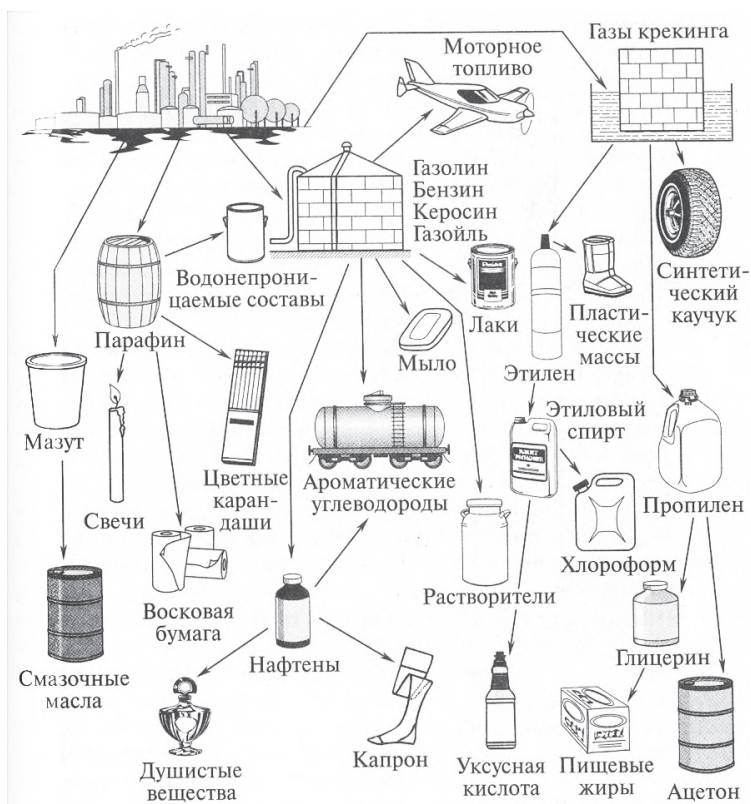 Газы крекинга
Моторное
топливо
Газолин
Бензин
Керосин
Газойль
Водонепрони-
цаемые составы
Парафин
Лаки
Пласти-
ческие
массы
Синтети-
ческий
каучук
Мыло
Этилен
Мазут
Этиловый
спирт
Свечи
Цветные
каран-
даши
Ароматические
углеводороды
Пропилен
Хлороформ
Растворители
Восковая
бумага
Нафтены
Глицерин
Смазочные
масла
Душистые
вещества
Капрон
Уксусная
кислота
Пищевые
жиры
Ацетон